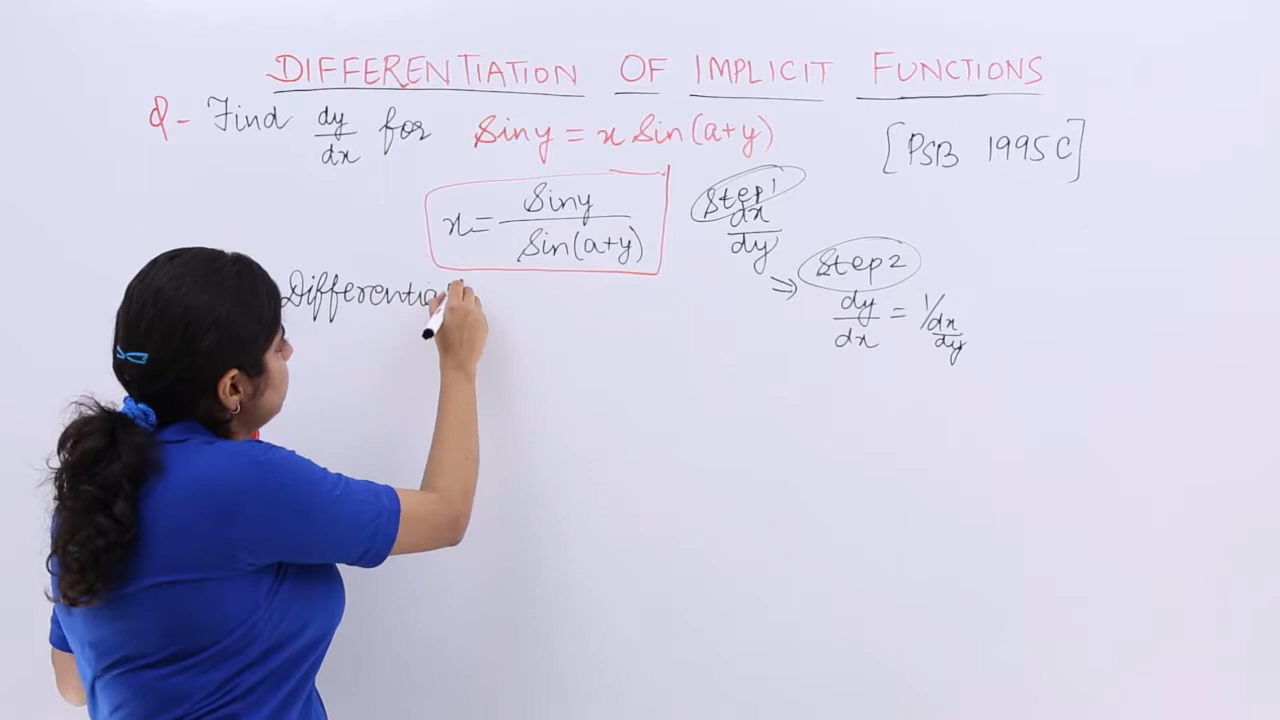 DIFFERENTIATION OF IMPLICIT FUNCTIONS
Q- Find dy/dx for Siny = x Sin(a+y) [PSB 1995C]
x = Siny / Sin(a+y)
Step 1
dx/dy
⇒ Step 2
dy/dx = 1/dx/dy
Differentia